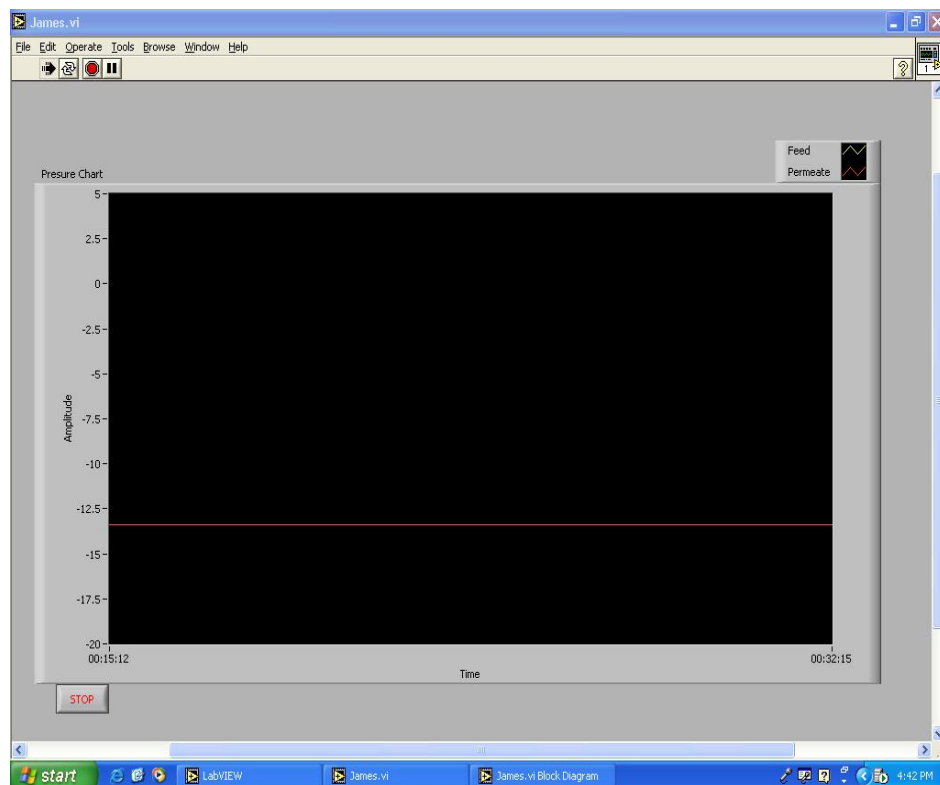 James.vi
File Edit Operate Tools Browse Window Help
?
1
Feed
Permeate
Presure Chart
5
2.5
0
-2.5
-5
-7.5
-10
-12.5
-15
-17.5
-20
Amplitude
00:15:12 00:32:15
Time
STOP
start LabVIEW James.vi James.vi Block Diagram ? 4:42 PM